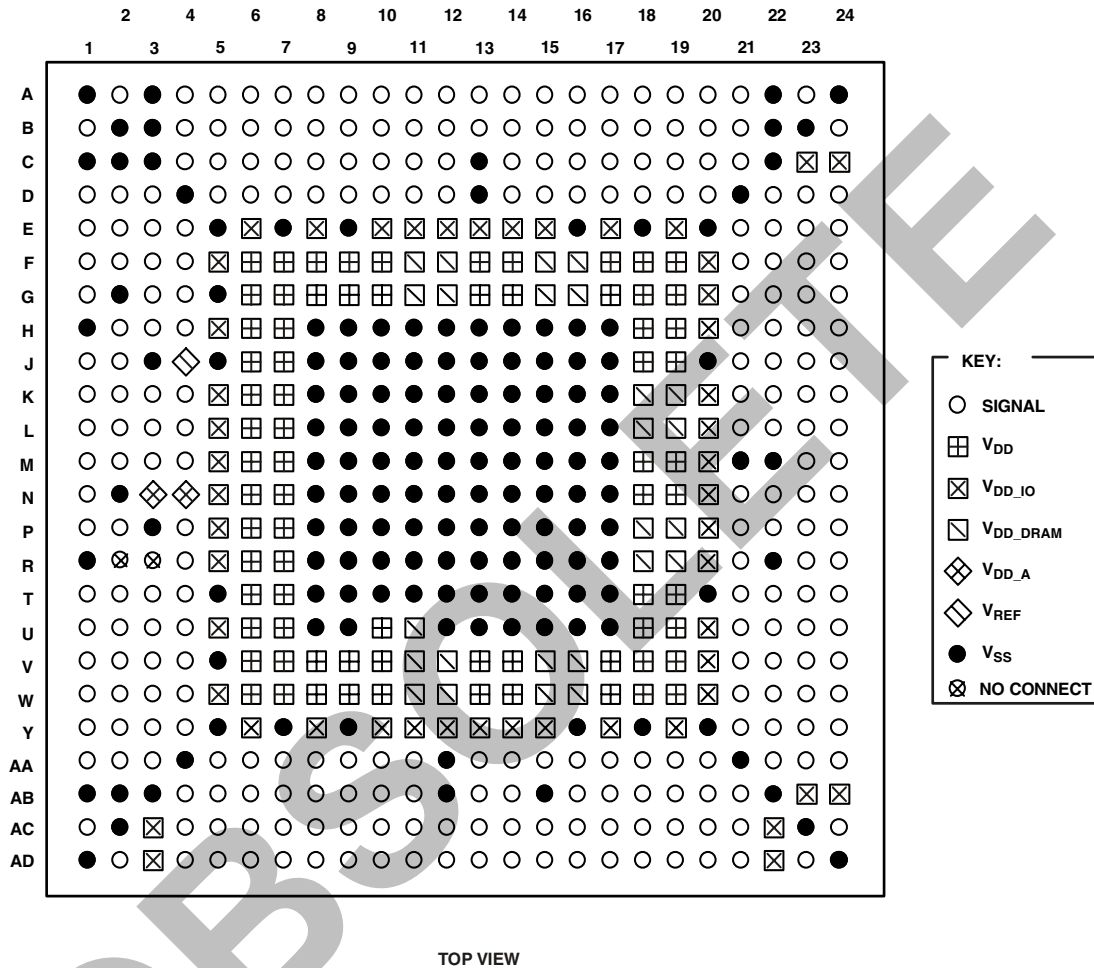 2 4 6 8 10 12 14 16 18 20 22 24
1 3 5 7 9 11 13 15 17 19 21 23
A
B
C
D
E
F
G
H
J
K
L
M
N
P
R
T
U
V
W
Y
AA
AB
AC
AD
KEY:
SIGNAL
VDD
VDD_IO
VDD_DRAM
VDD_A
VREF
VSS
NO CONNECT
TOP VIEW
OBSOLETE